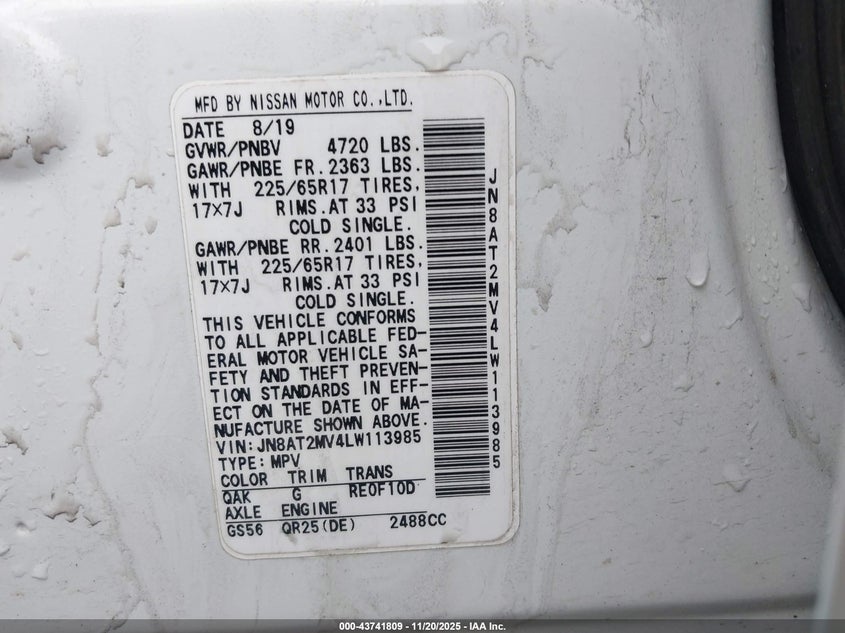 MFD BY NISSAN MOTOR CO.,LTD.
DATE 8/19
GVWR/PNBV 4720 LBS.
GAWR/PNBE FR. 2363 LBS.
WITH 225/65R17 TIRES,
17×7J RIMS. AT 33 PSI
COLD SINGLE.
GAWR/PNBE RR. 2401 LBS.
WITH 225/65R17 TIRES,
17×7J RIMS. AT 33 PSI
COLD SINGLE.
THIS VEHICLE CONFORMS
TO ALL APPLICABLE FED-
ERAL MOTOR VEHICLE SA-
FETY AND THEFT PREVEN-
TION STANDARDS IN EFF-
ECT ON THE DATE OF MA-
NUFACTURE SHOWN ABOVE.
VIN:JN8AT2MV4LW113985
TYPE:MPV
COLOR TRIM TRANS
QAK G RE0F10D
AXLE ENGINE
GS56 QR25(DE) 2488CC
JN8AT2MV4LW113985
000-43741809 - 11/20/2025 - IAA Inc.